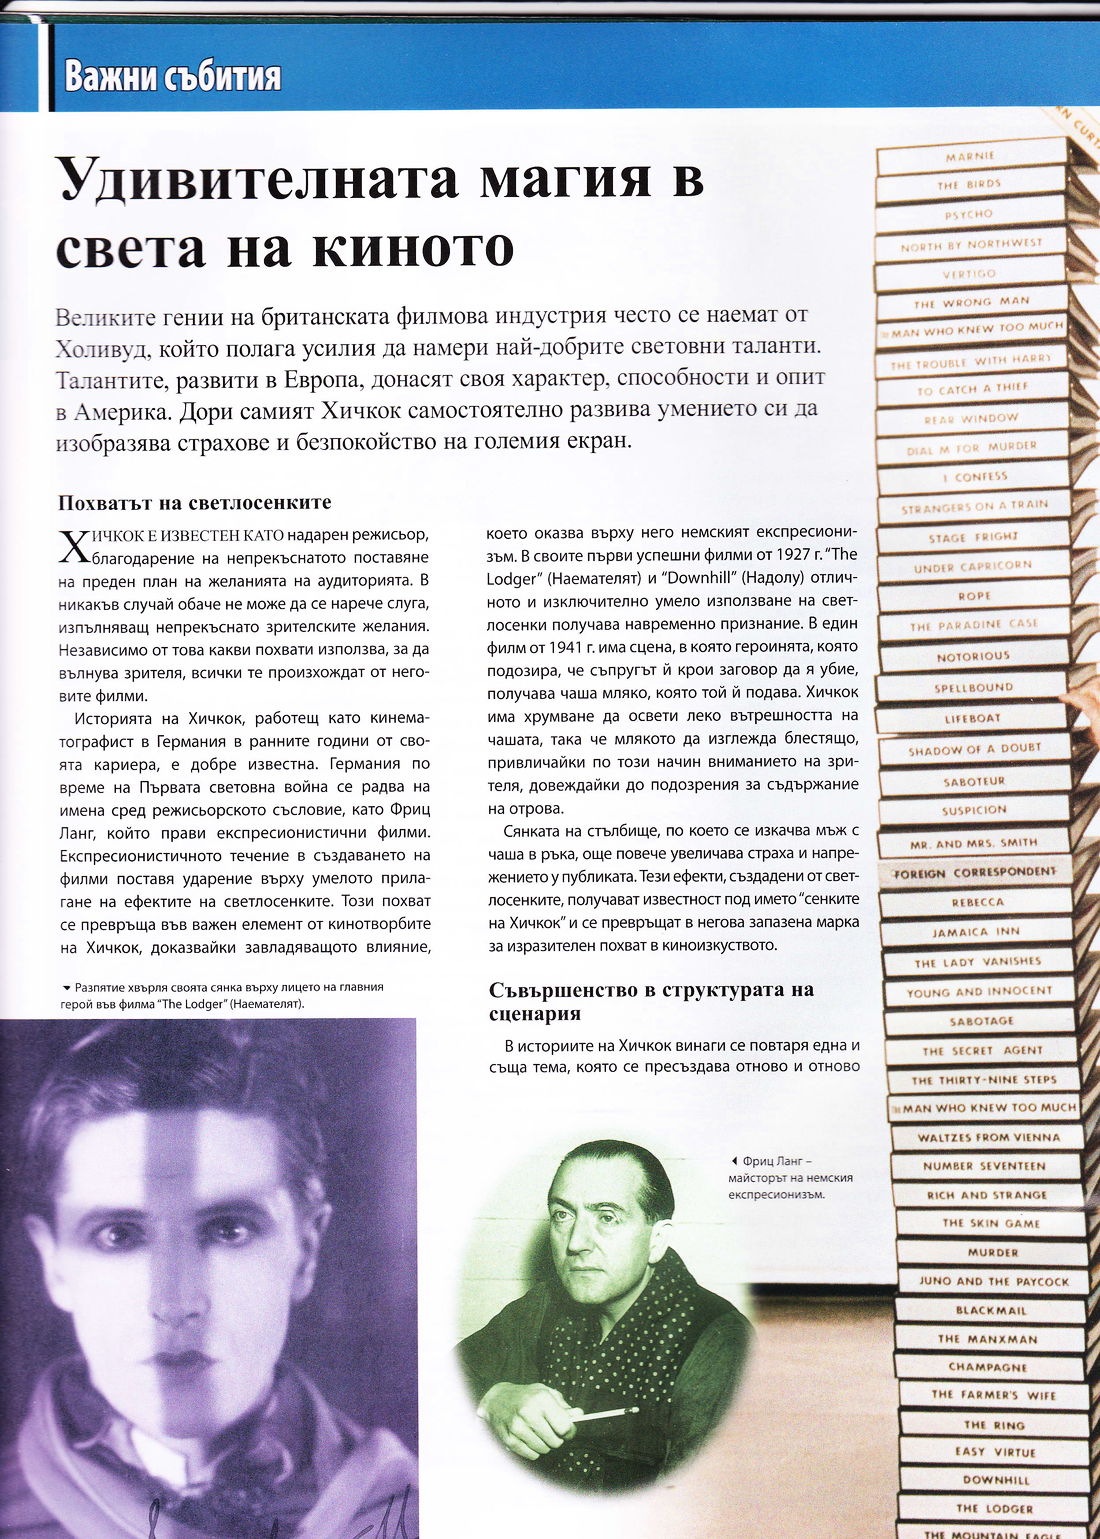 Важни събития
Удивителната магия в
света на киното
Великите гении на британската филмова индустрия често се наемат от
Холивуд, който полага усилия да намери най-добрите световни таланти.
Талантите, развити в Европа, донасят своя характер, способности и опит
в Америка. Дори самият Хичкок самостоятелно развива умението си да
изобразява страхове и безпокойство на големия екран.
Похватът на светлосенките
ХИЧКОК Е ИЗВЕСТЕН КАТО надарен режисьор,
благодарение на непрекъснатото поставяне
на преден план на желанията на аудиторията. В
никакъв случай обаче не може да се нарече слуга,
изпълняващ непрекъснато зрителските желания.
Независимо от това какви похвати използва, за да
вълнува зрителя, всички те произхождат от него-
вите филми.
Историята на Хичкок, работещ като кинема-
тографист в Германия в ранните години от сво-
ята кариера, е добре известна. Германия по
време на Първата световна война се радва на
имена сред режисьорското съсловие, като Фриц
Ланг, който прави експресионистични филми.
Експресионистичното течение в създаването на
филми поставя ударение върху умелото прила-
гане на ефектите на светлосенките. Този похват
се превръща във важен елемент от кинотворбите
на Хичкок, доказвайки завладяващото влияние,
което оказва върху него немският експресиони-
зъм. В своите първи успешни филми от 1927 г. “The
Lodger” (Наемателят) и “Downhill” (Надолу) отлич-
ното и изключително умело използване на свет-
лосенки получава навременно признание. В един
филм от 1941 г. има сцена, в която героинята, която
подозира, че съпругът ѝ крои заговор да я убие,
получава чаша мляко, която той ѝ подава. Хичкок
има хрумване да освети леко вътрешността на
чашата, така че млякото да изглежда блестящо,
привличайки по този начин вниманието на зри-
теля, довеждайки до подозрения за съдържание
на отрова.
Сянката на стълбище, по което се изкачва мъж с
чаша в ръка, още повече увеличава страха и напре-
жението у публиката. Тези ефекти, създадени от свет-
лосенките, получават известност под името “сенките
на Хичкок” и се превръщат в негова запазена марка
за изразителен похват в киноизкуството.
Съвършенство в структурата на
сценария
В историите на Хичкок винаги се повтаря една и
съща тема, която се пресъздава отново и отново
Разпятие хвърля своята сянка върху лицето на главния
герой във филма “The Lodger” (Наемателят).
Фриц Ланг –
майсторът на немския
експресионизъм.
MARNIE
THE BIRDS
PSYCHO
NORTH BY NORTHWEST
VERTIGO
THE WRONG MAN
MAN WHO KNEW TOO MUCH
THE TROUBLE WITH HARRY
TO CATCH A THIEF
REAR WINDOW
DIAL M FOR MURDER
I CONFESS
STRANGERS ON A TRAIN
STAGE FRIGHT
UNDER CAPRICORN
ROPE
THE PARADINE CASE
NOTORIOUS
SPELLBOUND
LIFEBOAT
SHADOW OF A DOUBT
SABOTEUR
SUSPICION
MR. AND MRS. SMITH
FOREIGN CORRESPONDENT
REBECCA
JAMAICA INN
THE LADY VANISHES
YOUNG AND INNOCENT
SABOTAGE
THE SECRET AGENT
THE THIRTY-NINE STEPS
MAN WHO KNEW TOO MUCH
WALTZES FROM VIENNA
NUMBER SEVENTEEN
RICH AND STRANGE
THE SKIN GAME
MURDER
JUNO AND THE PAYCOCK
BLACKMAIL
THE MANXMAN
CHAMPAGNE
THE FARMER'S WIFE
THE RING
EASY VIRTUE
DOWNHILL
THE LODGER
THE MOUNTAIN EAGLE